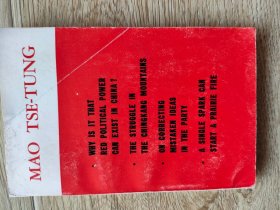 MAO TSE-TUNG
• WHY IS IT THAT
RED POLITICAL POWER
CAN EXIST IN CHINA?
• THE STRUGGLE IN
THE CHINGKANG MOUNTAINS
• ON CORRECTING
MISTAKEN IDEAS
IN THE PARTY
• A SINGLE SPARK CAN
START A PRAIRIE FIRE